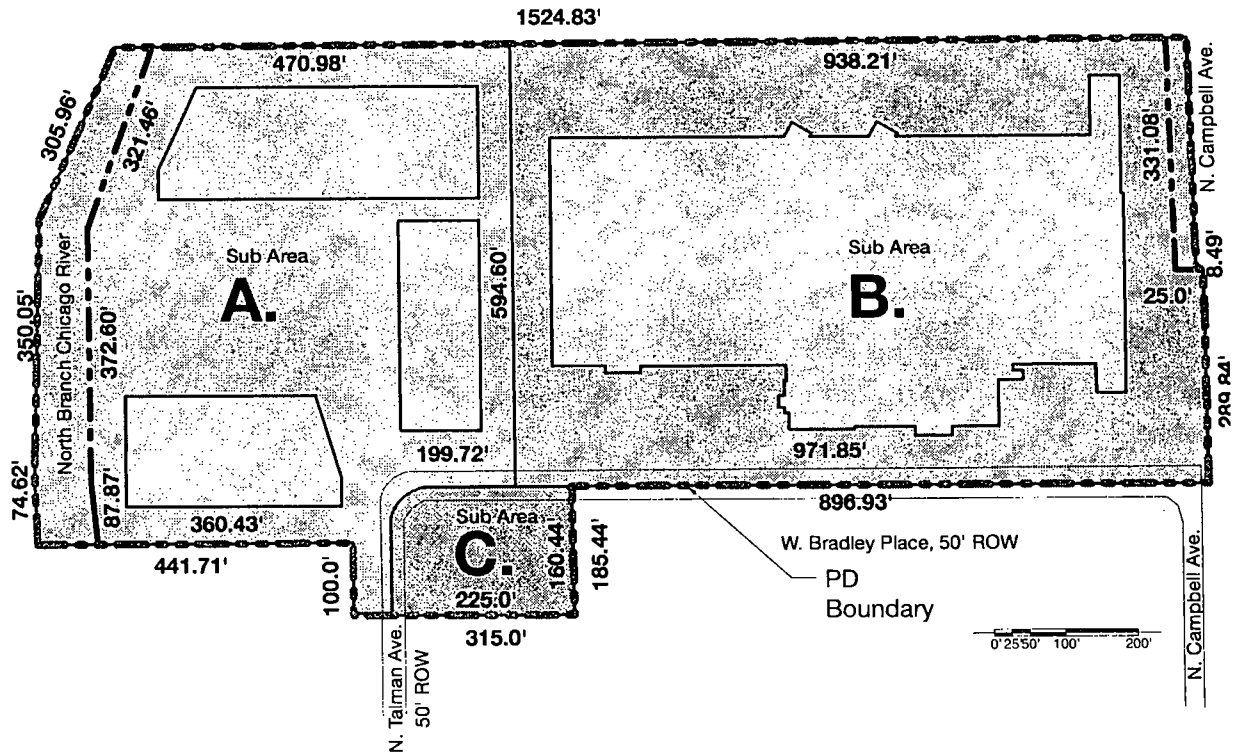 1524.83'
470.98'
938.21'
N. Campbell Ave.
305.96'
321.46'
331.08'
Sub Area
A.
594.60'
Sub Area
B.
8.49'
25.0'
350.05'
North Branch Chicago River
372.60'
289.84'
199.72'
971.85'
74.62'
87.87'
360.43'
896.93'
Sub Area
C.
160.44'
185.44'
441.71'
100.0'
225.0'
315.0'
W. Bradley Place, 50' ROW
PD
Boundary
0' 25' 50' 100' 200'
N. Talman Ave.
50' ROW
N. Campbell Ave.